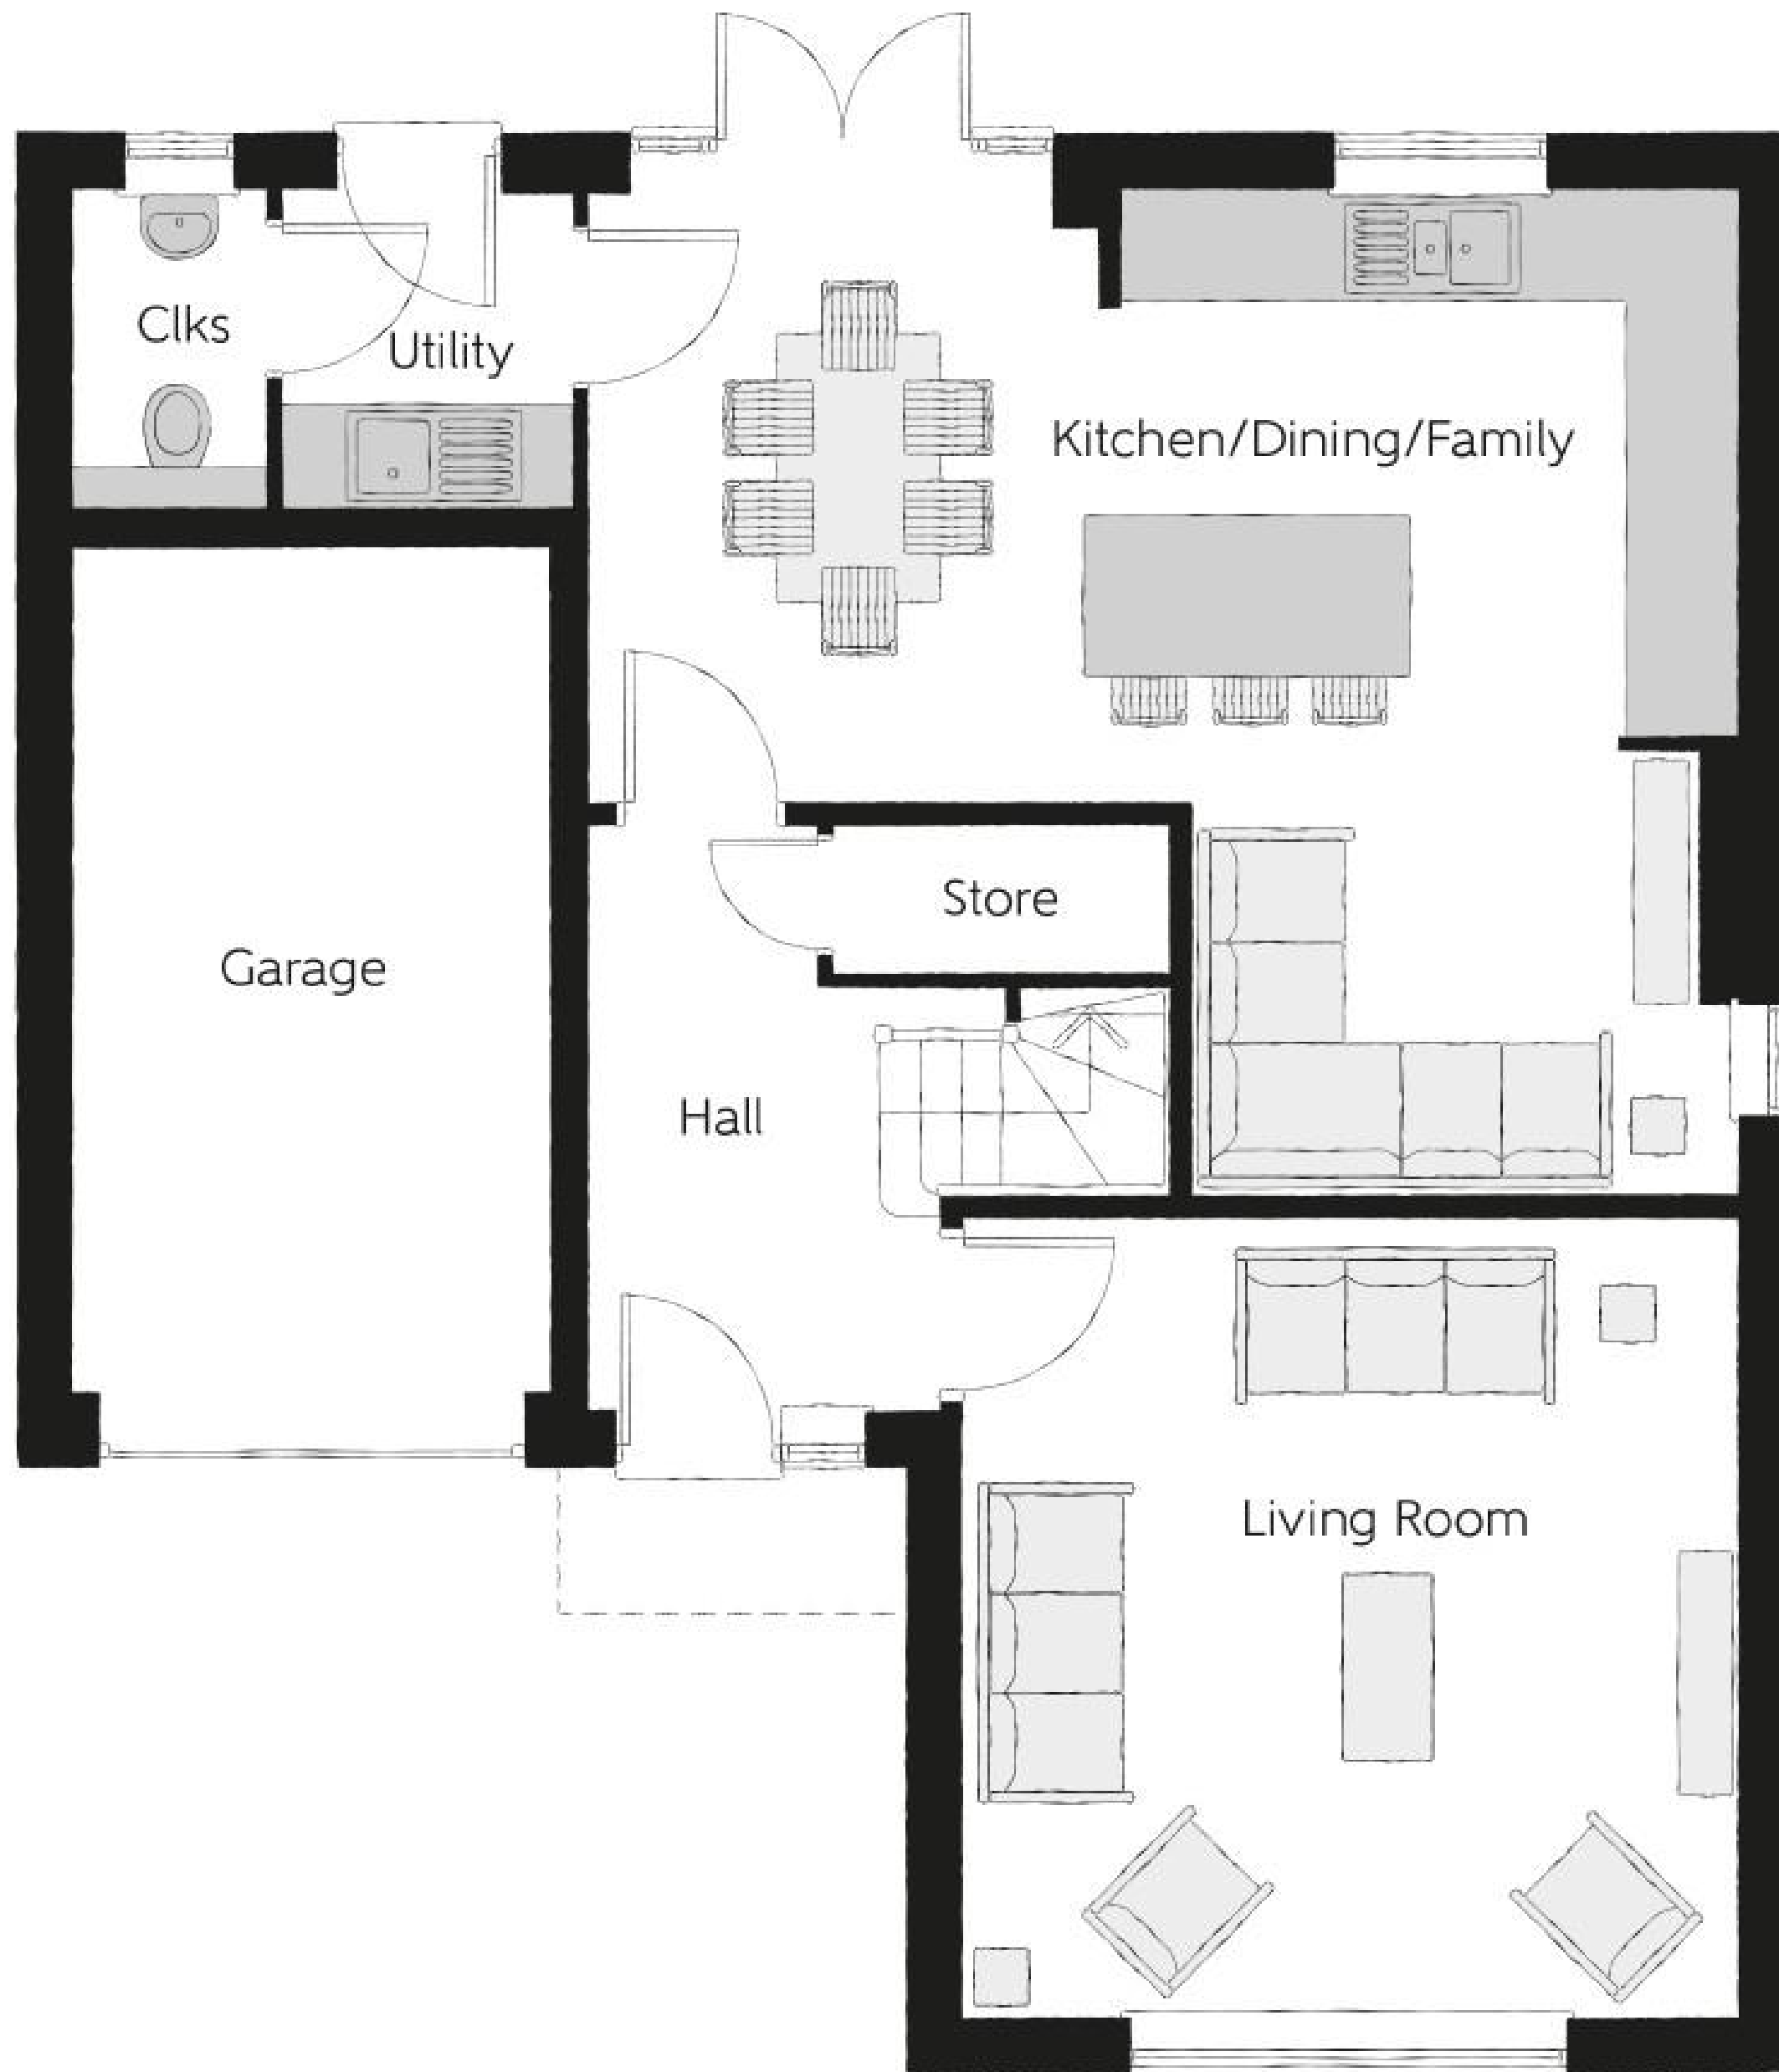 Clks
Utility
Kitchen/Dining/Family
Store
Garage
Hall
Living Room